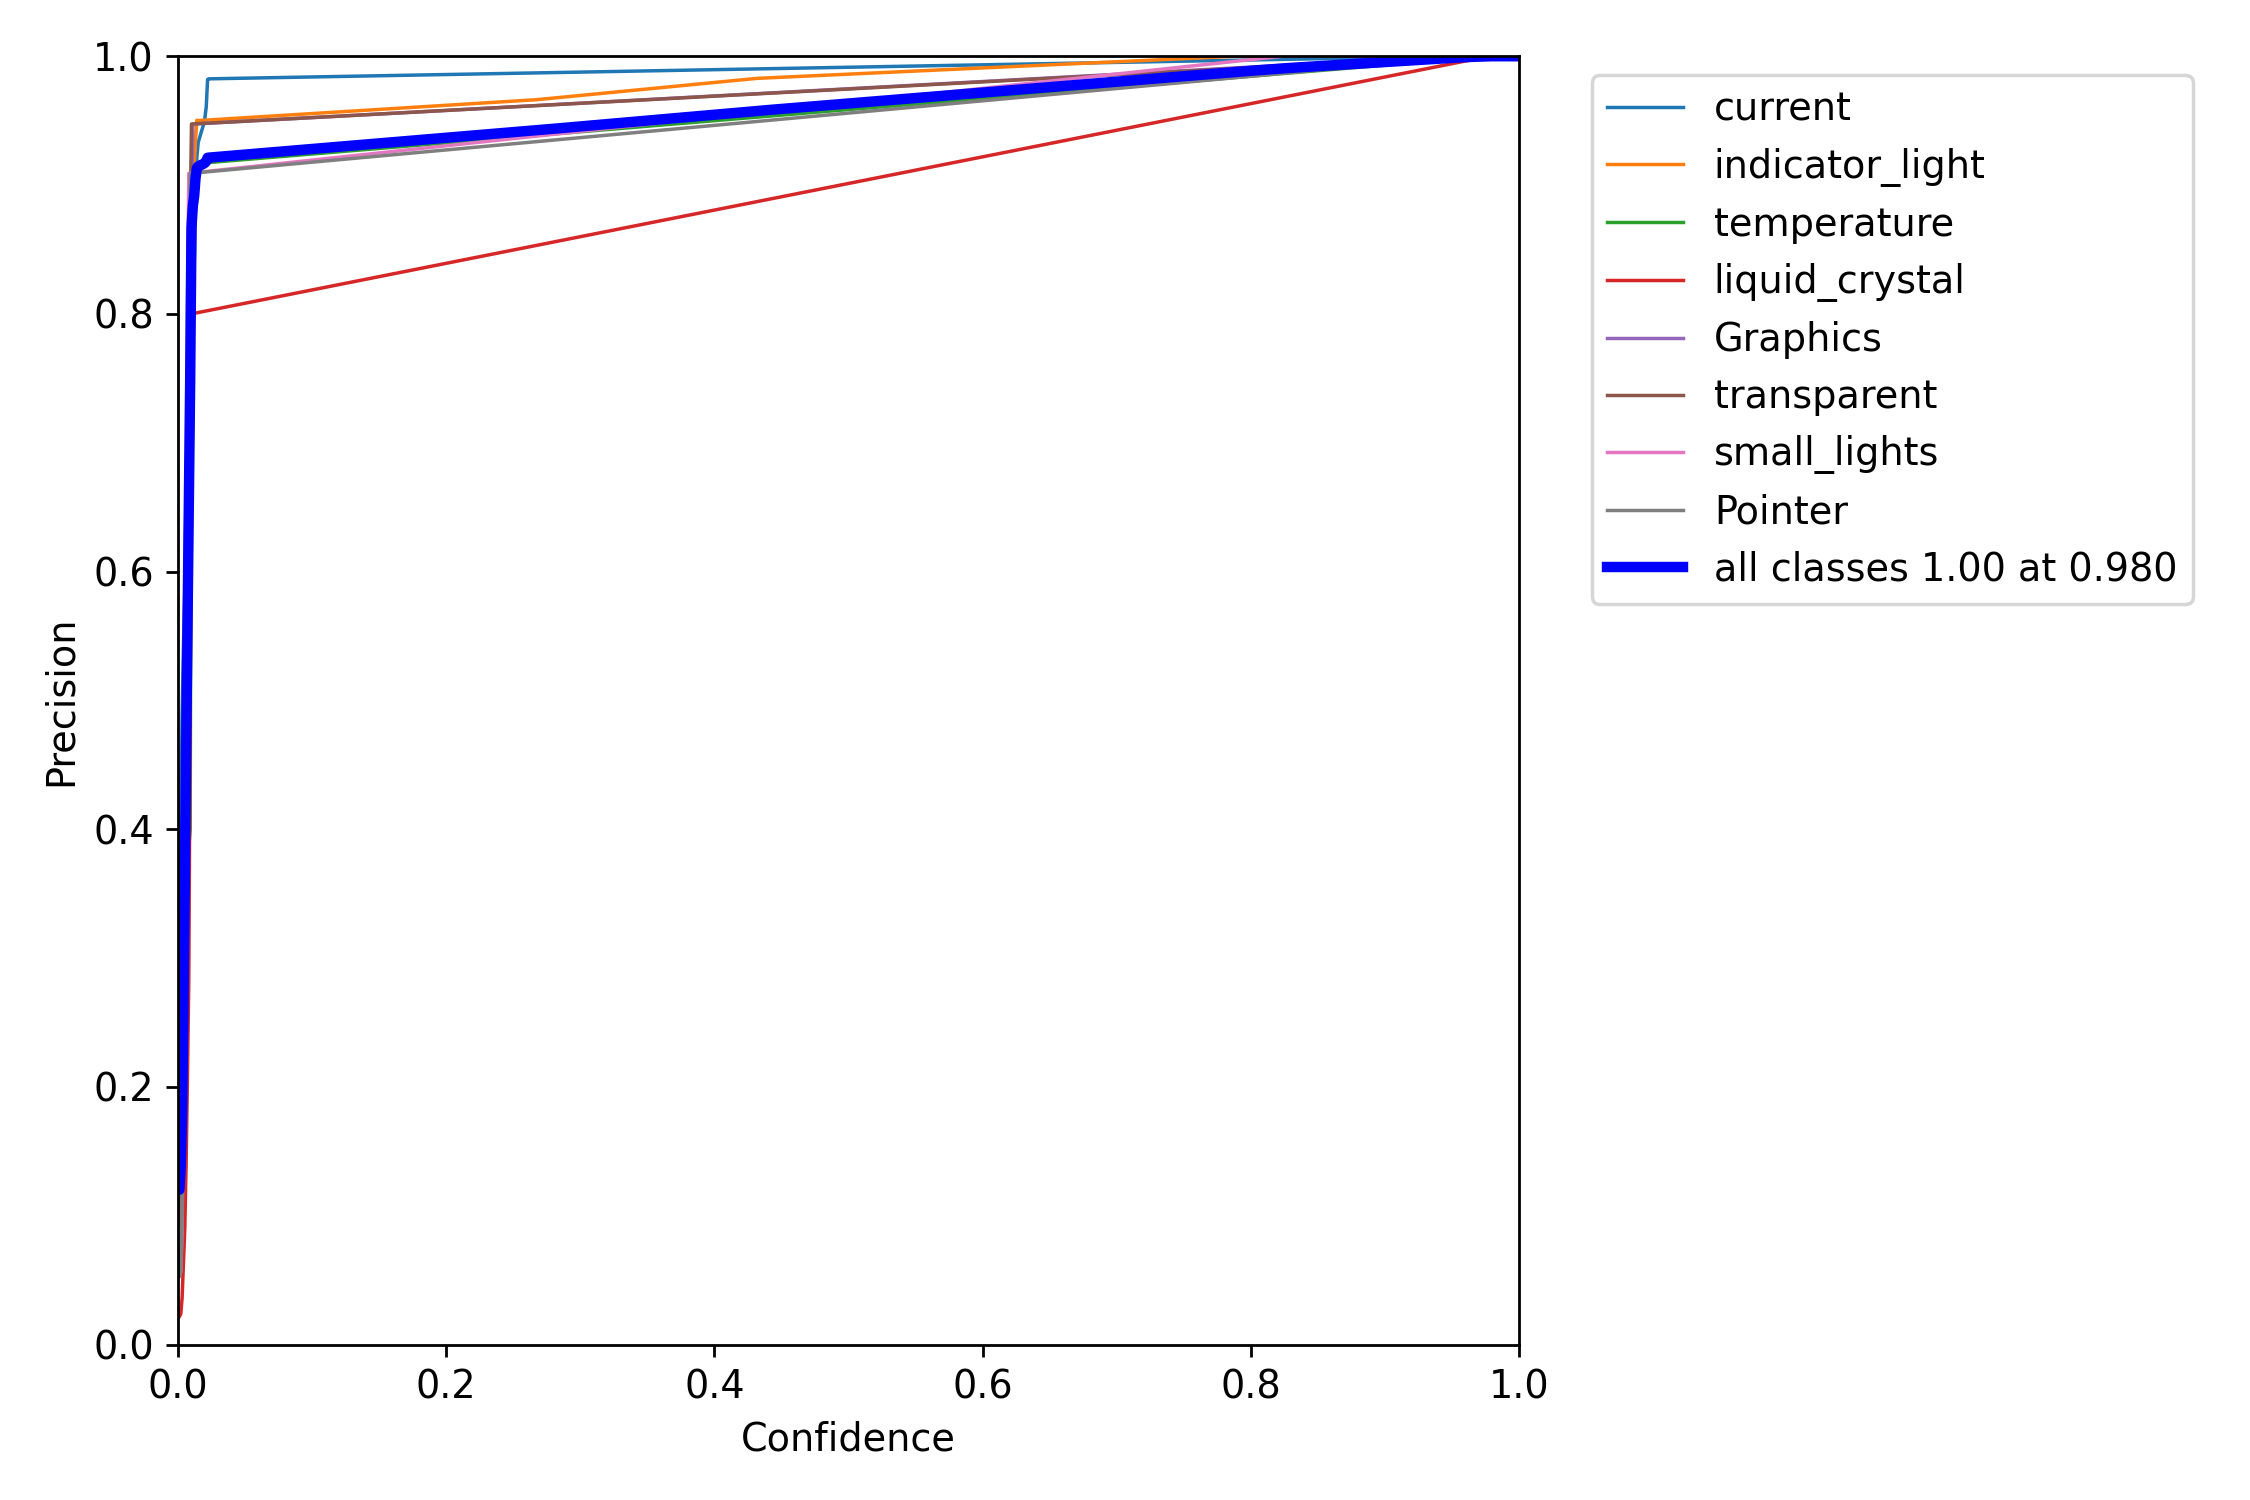 1.0
0.8
0.6
0.4
0.2
0.0
0.0 0.2 0.4 0.6 0.8 1.0
Precision
Confidence
current
indicator_light
temperature
liquid_crystal
Graphics
transparent
small_lights
Pointer
all classes 1.00 at 0.980